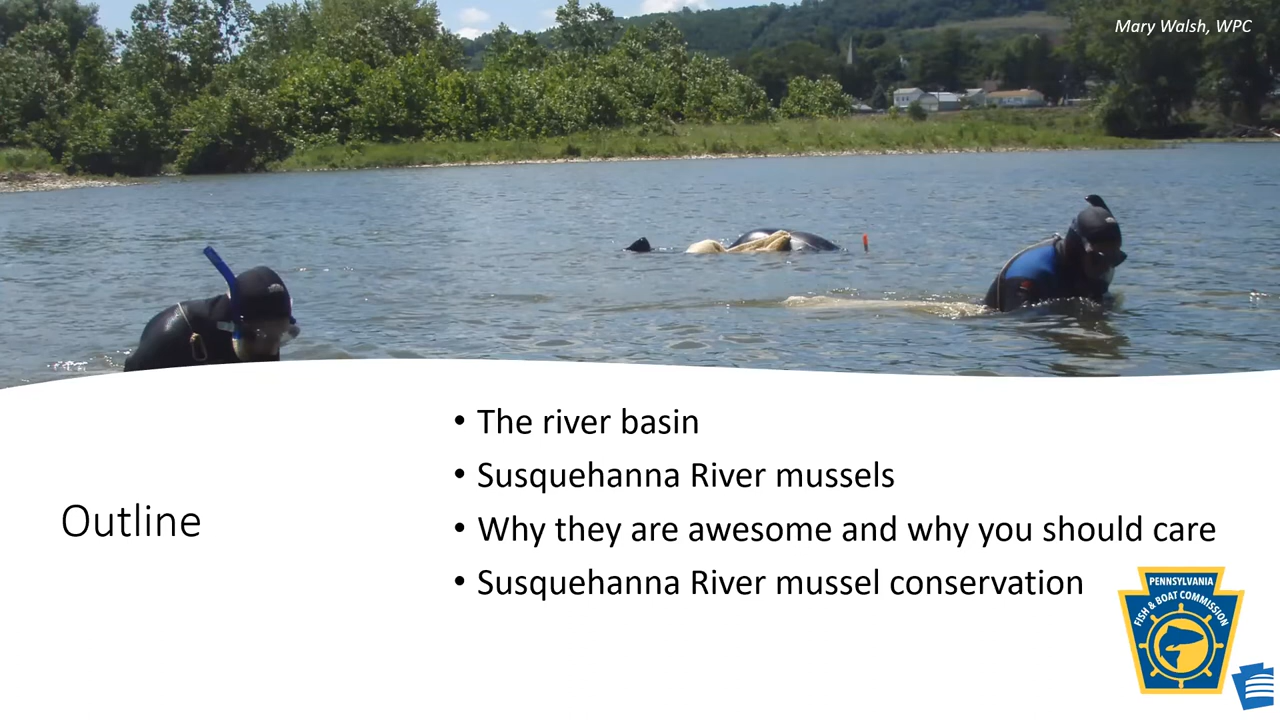 Mary Walsh, WPC
Outline
• The river basin
• Susquehanna River mussels
• Why they are awesome and why you should care
• Susquehanna River mussel conservation
PENNSYLVANIA
FISH & BOAT COMMISSION